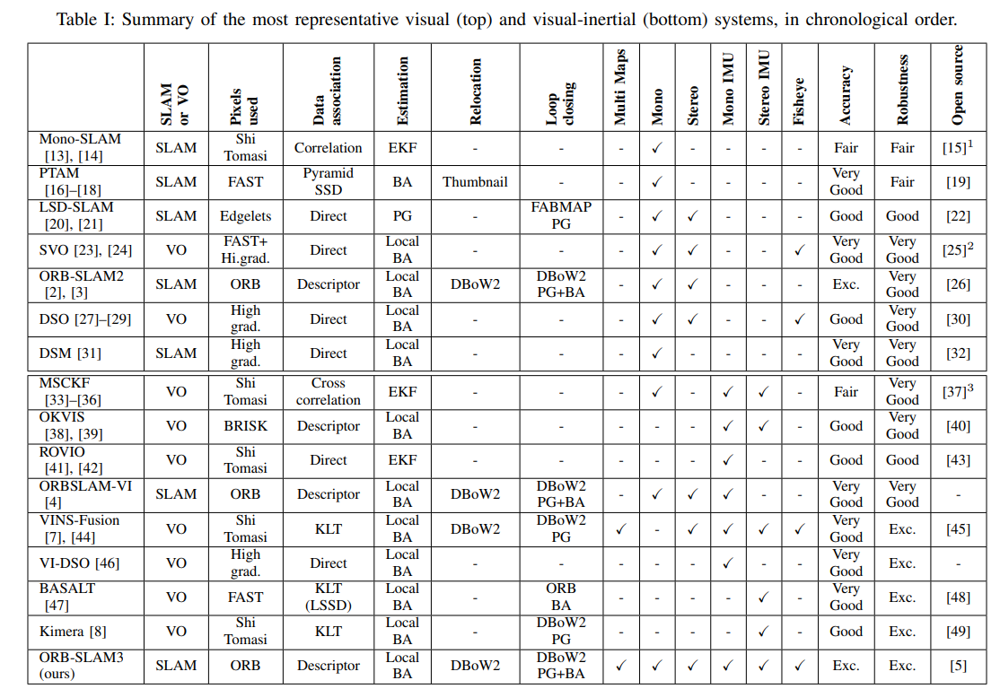 Table I: Summary of the most representative visual (top) and visual-inertial (bottom) systems, in chronological order.
SLAM or VO | Pixels used | Data association | Estimation | Relocation | Loop closing | Multi Maps | Mono | Stereo | Mono IMU | Stereo IMU | Fisheye | Accuracy | Robustness | Open source
Mono-SLAM [13], [14] | SLAM | Shi Tomasi | Correlation | EKF | - | - | - | ✓ | - | - | - | - | Fair | Fair | [15]1
PTAM [16]–[18] | SLAM | FAST | Pyramid SSD | BA | Thumbnail | - | - | ✓ | - | - | - | - | Very Good | Fair | [19]
LSD-SLAM [20], [21] | SLAM | Edgelets | Direct | PG | - | FABMAP PG | - | ✓ | ✓ | - | - | - | Good | Good | [22]
SVO [23], [24] | VO | FAST+ Hi.grad. | Direct | Local BA | - | - | - | ✓ | ✓ | - | - | ✓ | Very Good | Very Good | [25]2
ORB-SLAM2 [2], [3] | SLAM | ORB | Descriptor | Local BA | DBoW2 | DBoW2 PG+BA | - | ✓ | ✓ | - | - | - | Exc. | Very Good | [26]
DSO [27]–[29] | VO | High grad. | Direct | Local BA | - | - | - | ✓ | ✓ | - | - | ✓ | Good | Very Good | [30]
DSM [31] | SLAM | High grad. | Direct | Local BA | - | - | - | ✓ | - | - | - | - | Very Good | Very Good | [32]
MSCKF [33]–[36] | VO | Shi Tomasi | Cross correlation | EKF | - | - | - | ✓ | - | ✓ | ✓ | - | Fair | Very Good | [37]3
OKVIS [38], [39] | VO | BRISK | Descriptor | Local BA | - | - | - | - | - | ✓ | ✓ | - | Good | Very Good | [40]
ROVIO [41], [42] | VO | Shi Tomasi | Direct | EKF | - | - | - | - | - | ✓ | - | - | Good | Good | [43]
ORBSLAM-VI [4] | SLAM | ORB | Descriptor | Local BA | DBoW2 | DBoW2 PG+BA | - | ✓ | ✓ | ✓ | - | - | Very Good | Very Good | -
VINS-Fusion [7], [44] | VO | Shi Tomasi | KLT | Local BA | DBoW2 | DBoW2 PG | ✓ | - | ✓ | ✓ | ✓ | ✓ | Very Good | Exc. | [45]
VI-DSO [46] | VO | High grad. | Direct | Local BA | - | - | - | - | - | ✓ | - | - | Very Good | Exc. | -
BASALT [47] | VO | FAST | KLT (LSSD) | Local BA | - | ORB BA | - | - | - | - | ✓ | - | Very Good | Exc. | [48]
Kimera [8] | VO | Shi Tomasi | KLT | Local BA | - | DBoW2 PG | - | - | - | - | ✓ | - | Good | Exc. | [49]
ORB-SLAM3 (ours) | SLAM | ORB | Descriptor | Local BA | DBoW2 | DBoW2 PG+BA | ✓ | ✓ | ✓ | ✓ | ✓ | ✓ | Exc. | Exc. | [5]